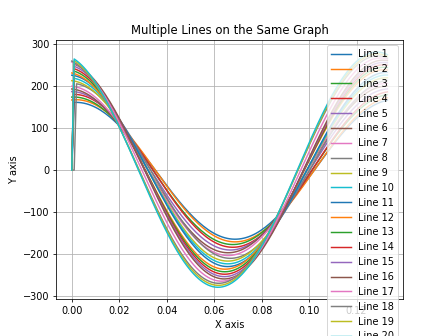 Multiple Lines on the Same Graph
300
200
100
0
−100
−200
−300
Y axis
0.00
0.02
0.04
0.06
0.08
0.10
X axis
Line 1
Line 2
Line 3
Line 4
Line 5
Line 6
Line 7
Line 8
Line 9
Line 10
Line 11
Line 12
Line 13
Line 14
Line 15
Line 16
Line 17
Line 18
Line 19
Line 20